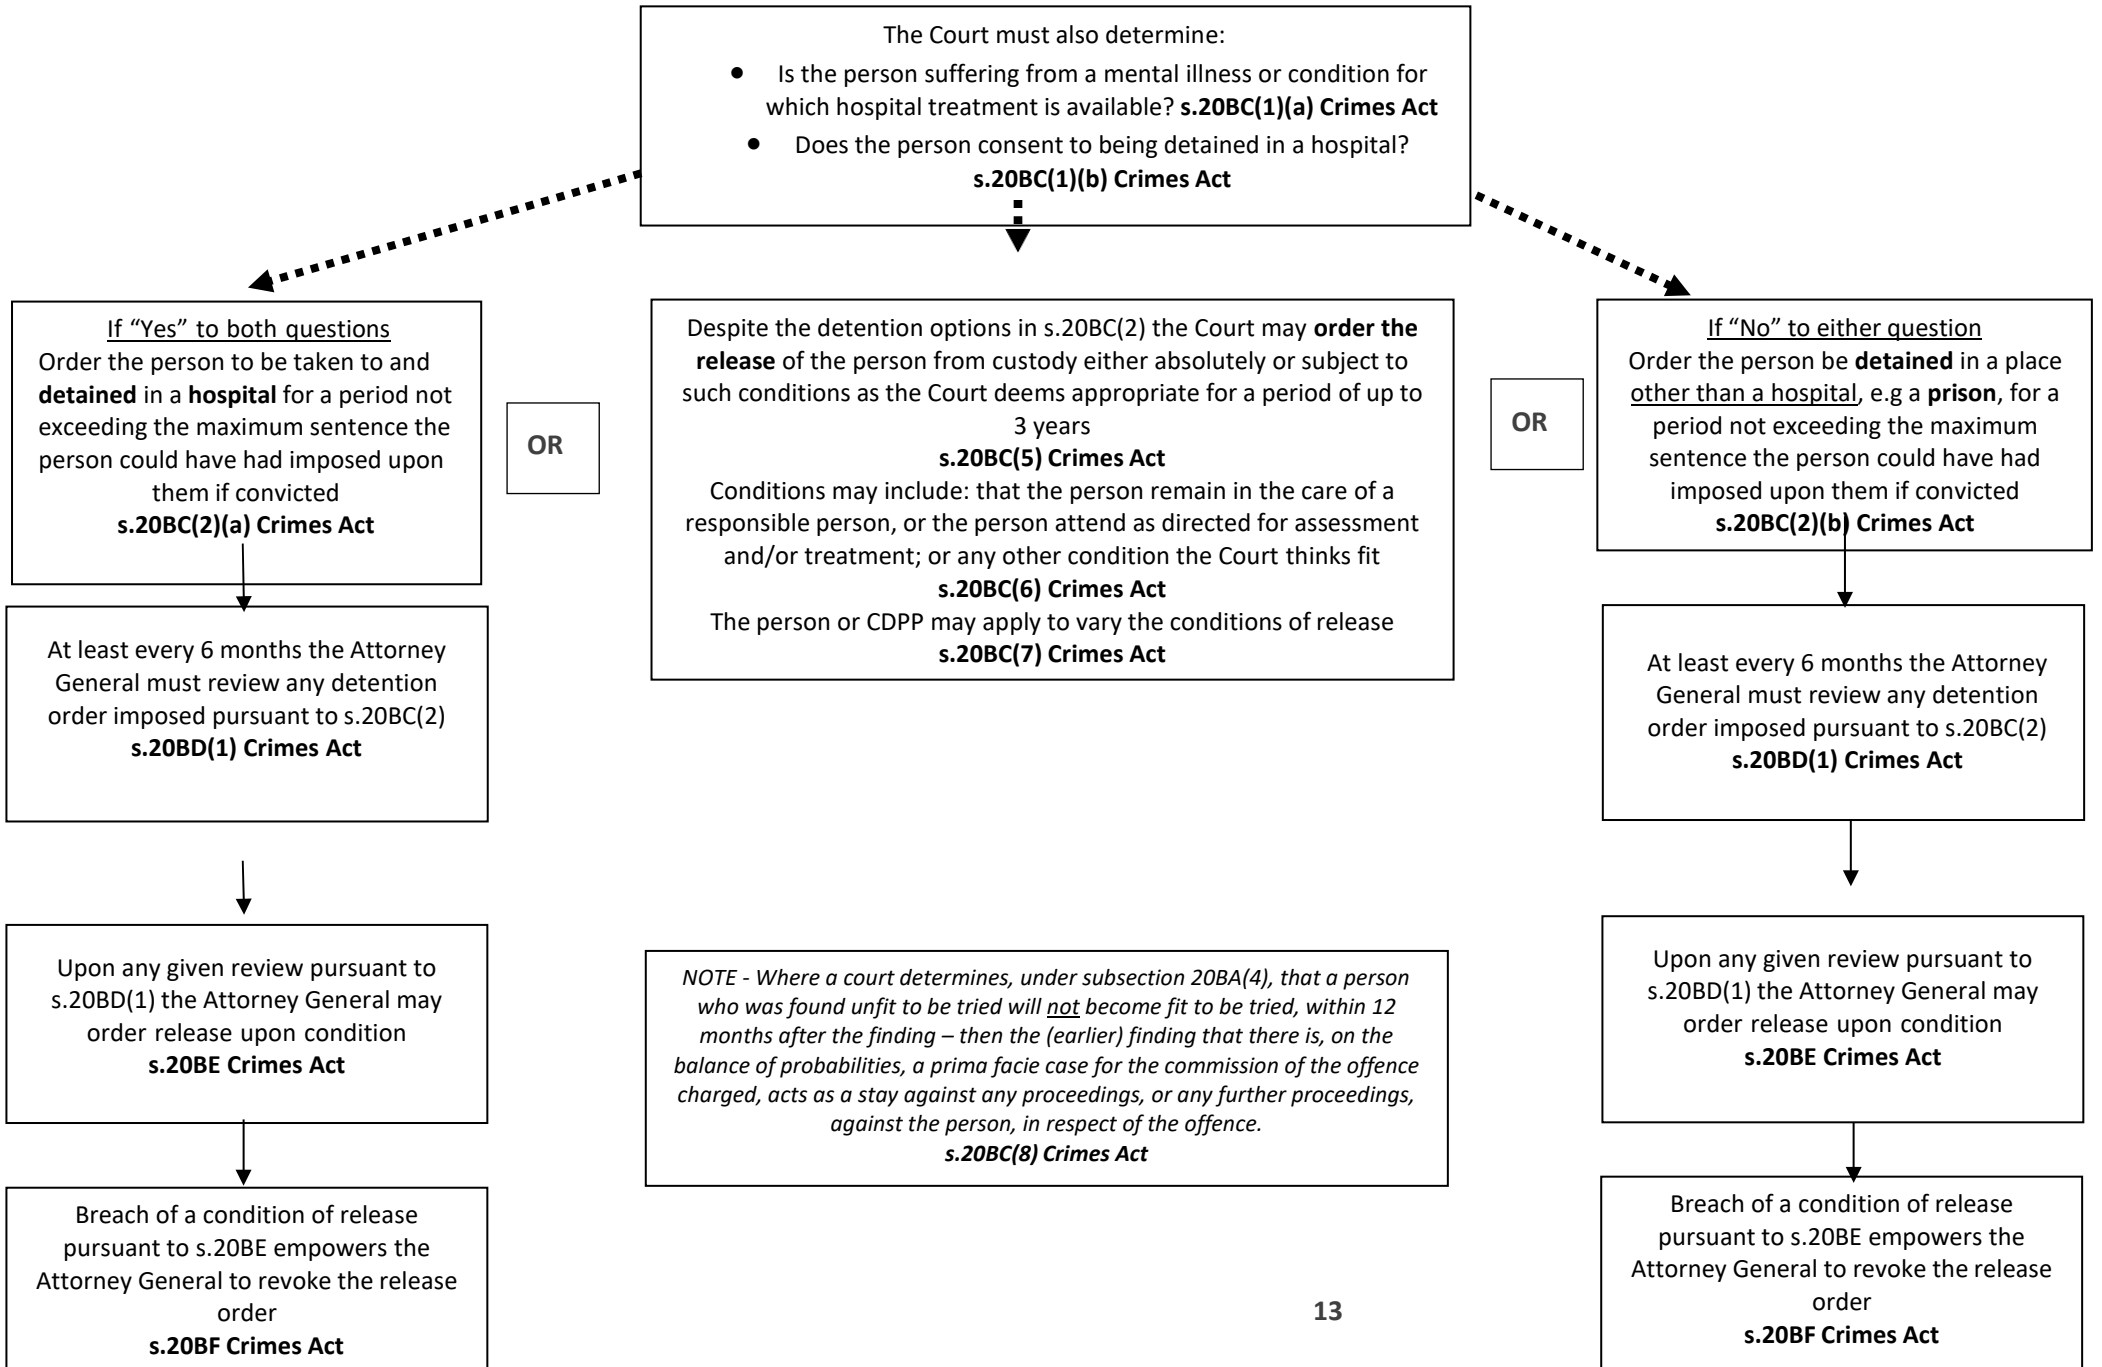 The Court must also determine:
• Is the person suffering from a mental illness or condition for
which hospital treatment is available? s.20BC(1)(a) Crimes Act
• Does the person consent to being detained in a hospital?
s.20BC(1)(b) Crimes Act
If “Yes” to both questions
Order the person to be taken to and
detained in a hospital for a period not
exceeding the maximum sentence the
person could have had imposed upon
them if convicted
s.20BC(2)(a) Crimes Act
OR
Despite the detention options in s.20BC(2) the Court may order the
release of the person from custody either absolutely or subject to
such conditions as the Court deems appropriate for a period of up to
3 years
s.20BC(5) Crimes Act
Conditions may include: that the person remain in the care of a
responsible person, or the person attend as directed for assessment
and/or treatment; or any other condition the Court thinks fit
s.20BC(6) Crimes Act
The person or CDPP may apply to vary the conditions of release
s.20BC(7) Crimes Act
OR
If “No” to either question
Order the person be detained in a place
other than a hospital, e.g a prison, for a
period not exceeding the maximum
sentence the person could have had
imposed upon them if convicted
s.20BC(2)(b) Crimes Act
At least every 6 months the Attorney
General must review any detention
order imposed pursuant to s.20BC(2)
s.20BD(1) Crimes Act
At least every 6 months the Attorney
General must review any detention
order imposed pursuant to s.20BC(2)
s.20BD(1) Crimes Act
Upon any given review pursuant to
s.20BD(1) the Attorney General may
order release upon condition
s.20BE Crimes Act
NOTE - Where a court determines, under subsection 20BA(4), that a person
who was found unfit to be tried will not become fit to be tried, within 12
months after the finding – then the (earlier) finding that there is, on the
balance of probabilities, a prima facie case for the commission of the offence
charged, acts as a stay against any proceedings, or any further proceedings,
against the person, in respect of the offence.
s.20BC(8) Crimes Act
Upon any given review pursuant to
s.20BD(1) the Attorney General may
order release upon condition
s.20BE Crimes Act
Breach of a condition of release
pursuant to s.20BE empowers the
Attorney General to revoke the release
order
s.20BF Crimes Act
Breach of a condition of release
pursuant to s.20BE empowers the
Attorney General to revoke the release
order
s.20BF Crimes Act
13